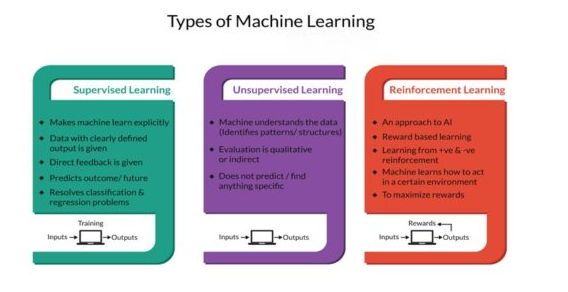 Types of Machine Learning
Supervised Learning
Makes machine learn explicitly
Data with clearly defined
output is given
Direct feedback is given
Predicts outcome/ future
Resolves classification &
regression problems
Training
Inputs
Outputs
Unsupervised Learning
Machine understands the data
(Identifies patterns/ structures)
Evaluation is qualitative
or indirect
Does not predict / find
anything specific
Inputs
Outputs
Reinforcement Learning
An approach to AI
Reward based learning
Learning from +ve & -ve
reinforcement
Machine learns how to act
in a certain environment
To maximize rewards
Rewards
Inputs
Outputs